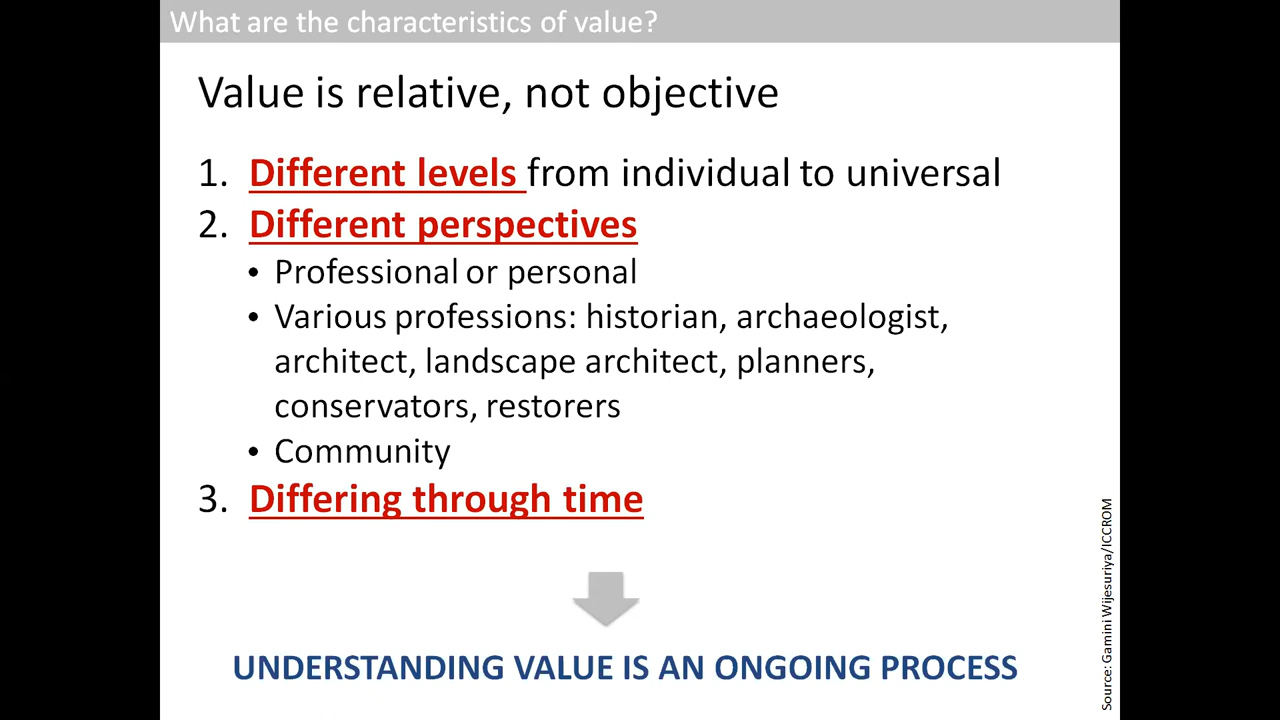 What are the characteristics of value?
Value is relative, not objective
1. Different levels from individual to universal
2. Different perspectives
• Professional or personal
• Various professions: historian, archaeologist,
architect, landscape architect, planners,
conservators, restorers
• Community
3. Differing through time
UNDERSTANDING VALUE IS AN ONGOING PROCESS
Source: Gamini Wijesuriya/ICCROM